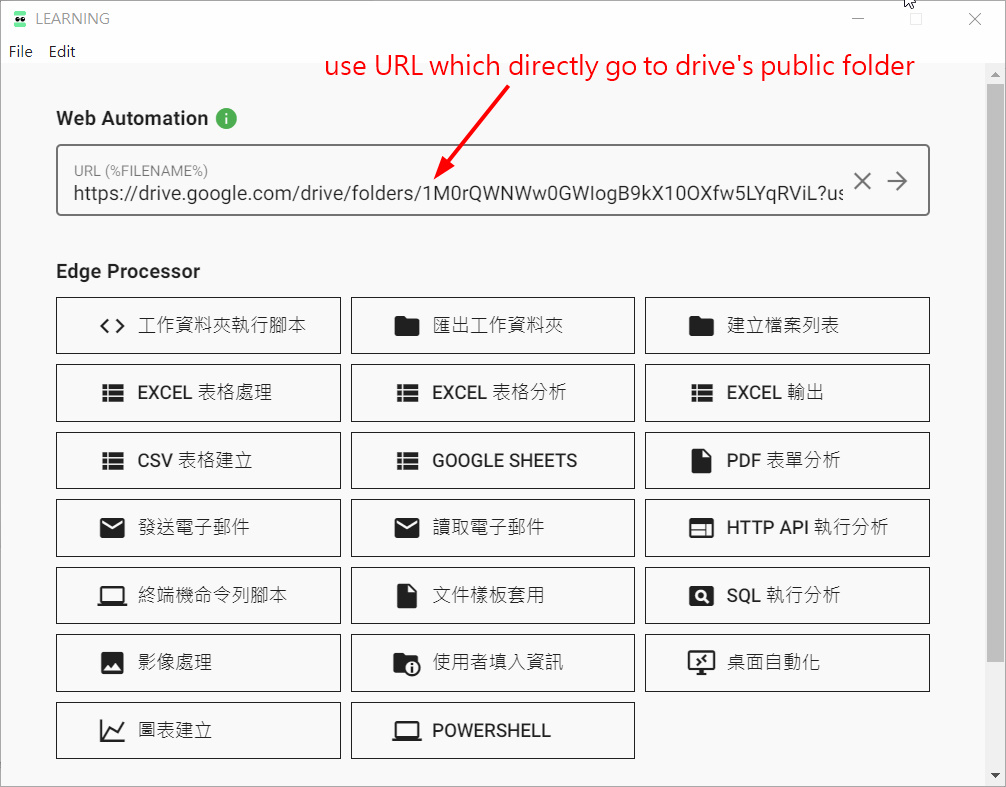 LEARNING
File Edit
use URL which directly go to drive's public folder
Web Automation
URL (%FILENAME%)
https://drive.google.com/drive/folders/1M0rQWNWw0GWIogB9kX10OXfw5LYqRViL?us
Edge Processor
工作資料夾執行腳本 匯出工作資料夾 建立檔案列表
EXCEL 表格處理 EXCEL 表格分析 EXCEL 輸出
CSV 表格建立 GOOGLE SHEETS PDF 表單分析
發送電子郵件 讀取電子郵件 HTTP API 執行分析
終端機命令列腳本 文件樣板套用 SQL 執行分析
影像處理 使用者填入資訊 桌面自動化
圖表建立 POWERSHELL